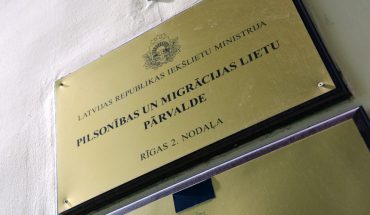 LATVIJAS REPUBLIKAS IEKŠLIETU MINISTRIJA
PILSONĪBAS UN MIGRĀCIJAS LIETU
PĀRVALDE
RĪGAS 2. NODAĻA